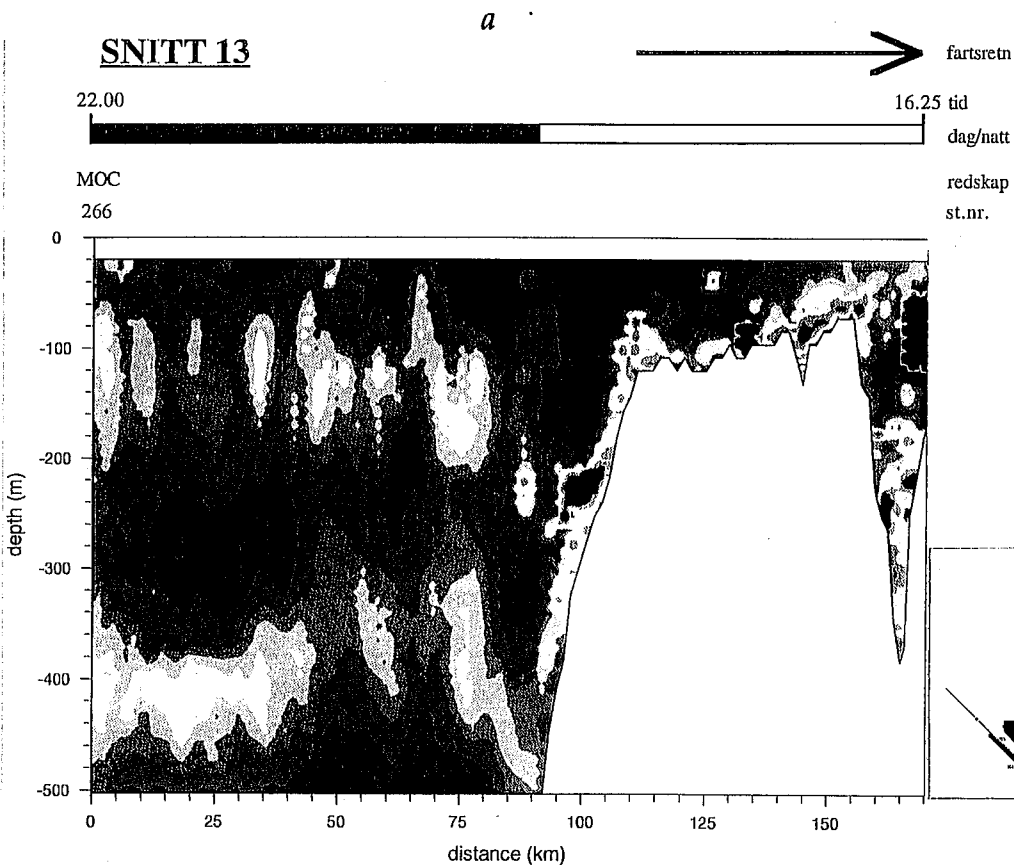 a
SNITT 13
fartsretn
22.00 16.25 tid
dag/natt
MOC redskap
266 st.nr.
0
-100
-200
-300
-400
-500
depth (m)
0 25 50 75 100 125 150
distance (km)